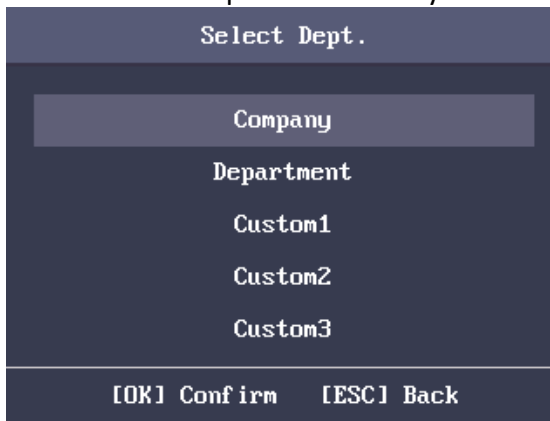 Select Dept.
Company
Department
Custom1
Custom2
Custom3
[OK] Confirm [ESC] Back